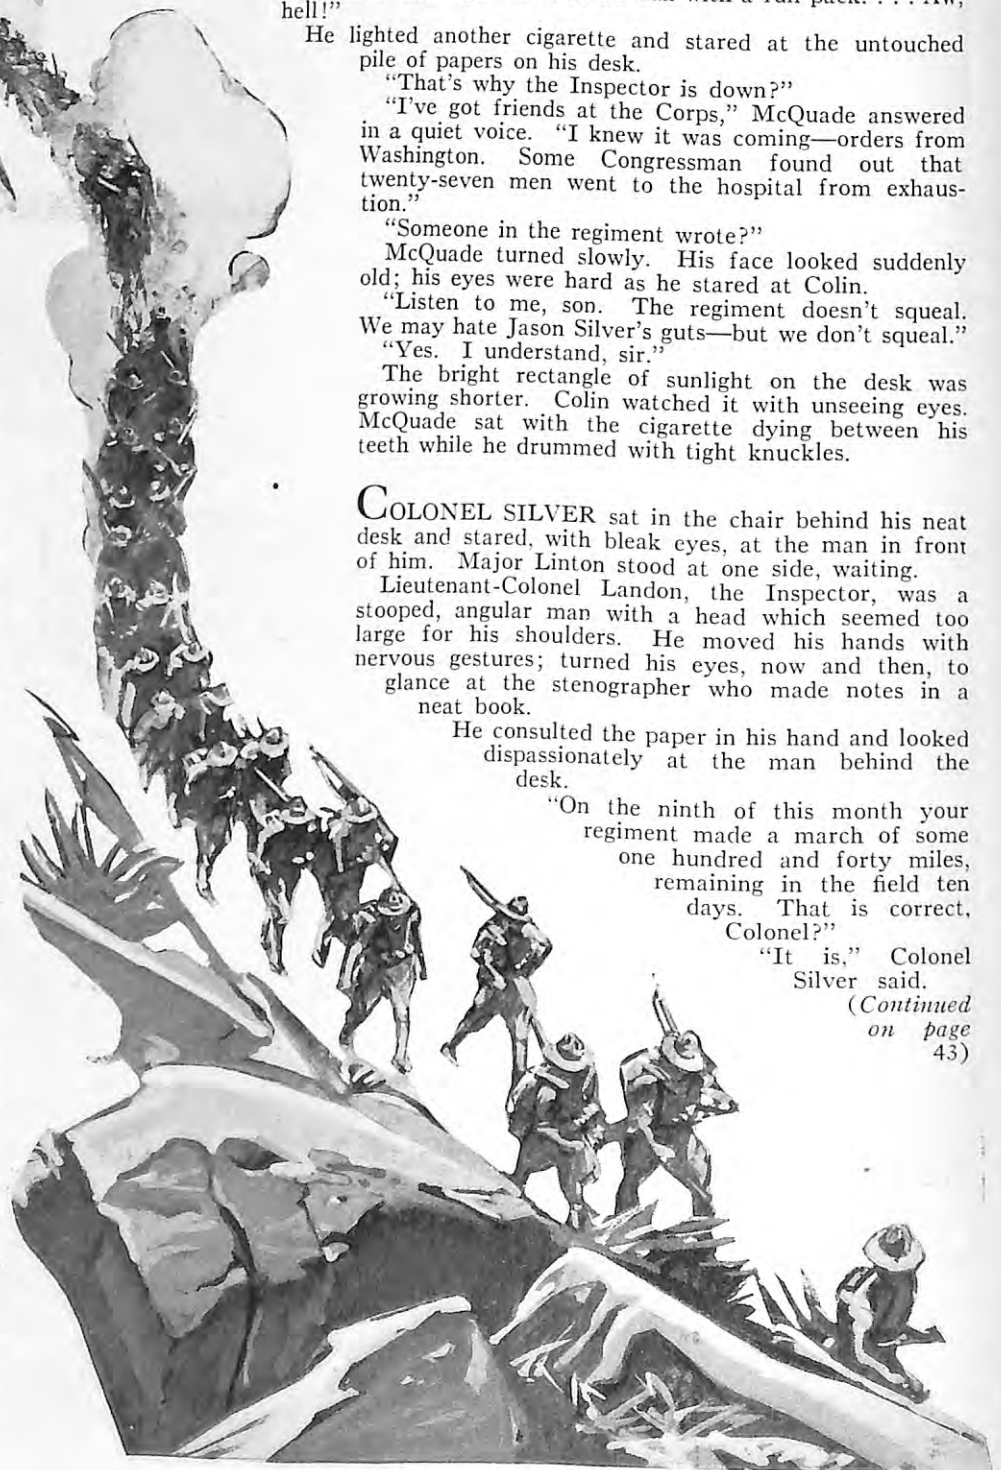 with a full pack. . . . Aw,
hell!”
He lighted another cigarette and stared at the untouched
pile of papers on his desk.
“That’s why the Inspector is down?”
“I’ve got friends at the Corps,” McQuade answered
in a quiet voice. “I knew it was coming—orders from
Washington. Some Congressman found out that
twenty-seven men went to the hospital from exhaus-
tion.”
“Someone in the regiment wrote?”
McQuade turned slowly. His face looked suddenly
old; his eyes were hard as he stared at Colin.
“Listen to me, son. The regiment doesn’t squeal.
We may hate Jason Silver’s guts—but we don’t squeal.”
“Yes. I understand, sir.”
The bright rectangle of sunlight on the desk was
growing shorter. Colin watched it with unseeing eyes.
McQuade sat with the cigarette dying between his
teeth while he drummed with tight knuckles.
COLONEL SILVER sat in the chair behind his neat
desk and stared, with bleak eyes, at the man in front
of him. Major Linton stood at one side, waiting.
Lieutenant-Colonel Landon, the Inspector, was a
stooped, angular man with a head which seemed too
large for his shoulders. He moved his hands with
nervous gestures; turned his eyes, now and then, to
glance at the stenographer who made notes in a
neat book.
He consulted the paper in his hand and looked
dispassionately at the man behind the
desk.
“On the ninth of this month your
regiment made a march of some
one hundred and forty miles,
remaining in the field ten
days. That is correct,
Colonel?”
“It is,” Colonel
Silver said.
(Continued
on page
43)